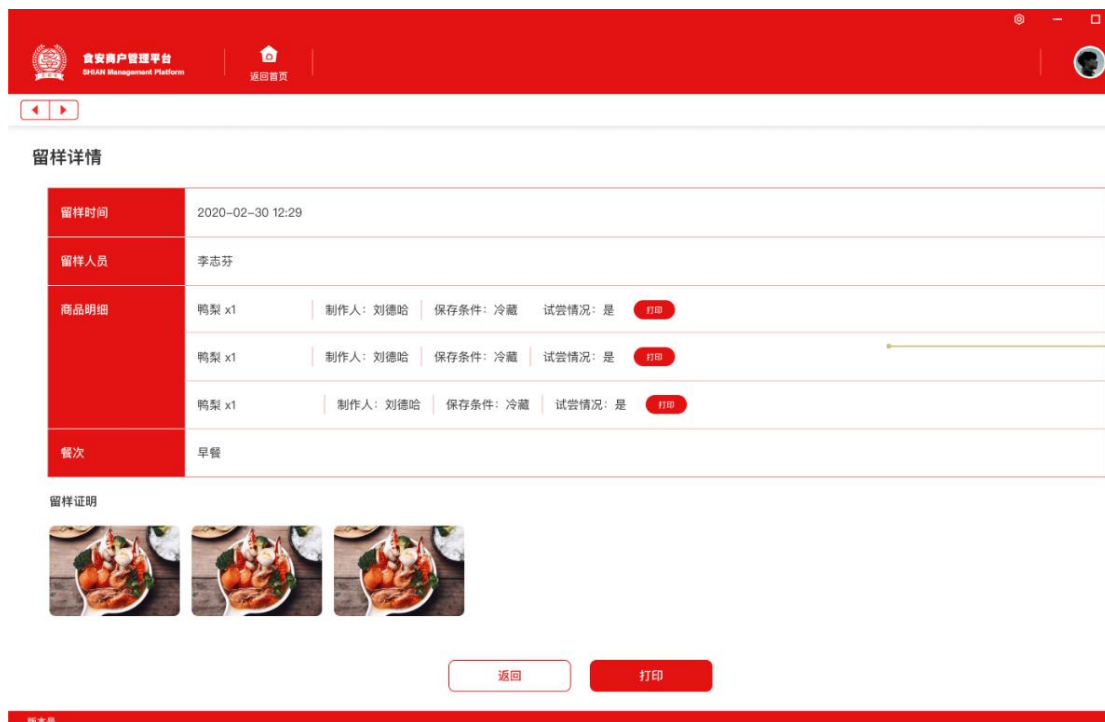 食安商户管理平台
SHIAN Management Platform
返回首页
留样详情
留样时间 2020-02-30 12:29
留样人员 李志芬
商品明细 鸭梨 x1 制作人：刘德哈 保存条件：冷藏 试尝情况：是 打印
鸭梨 x1 制作人：刘德哈 保存条件：冷藏 试尝情况：是 打印
鸭梨 x1 制作人：刘德哈 保存条件：冷藏 试尝情况：是 打印
餐次 早餐
留样证明
返回 打印
版本号